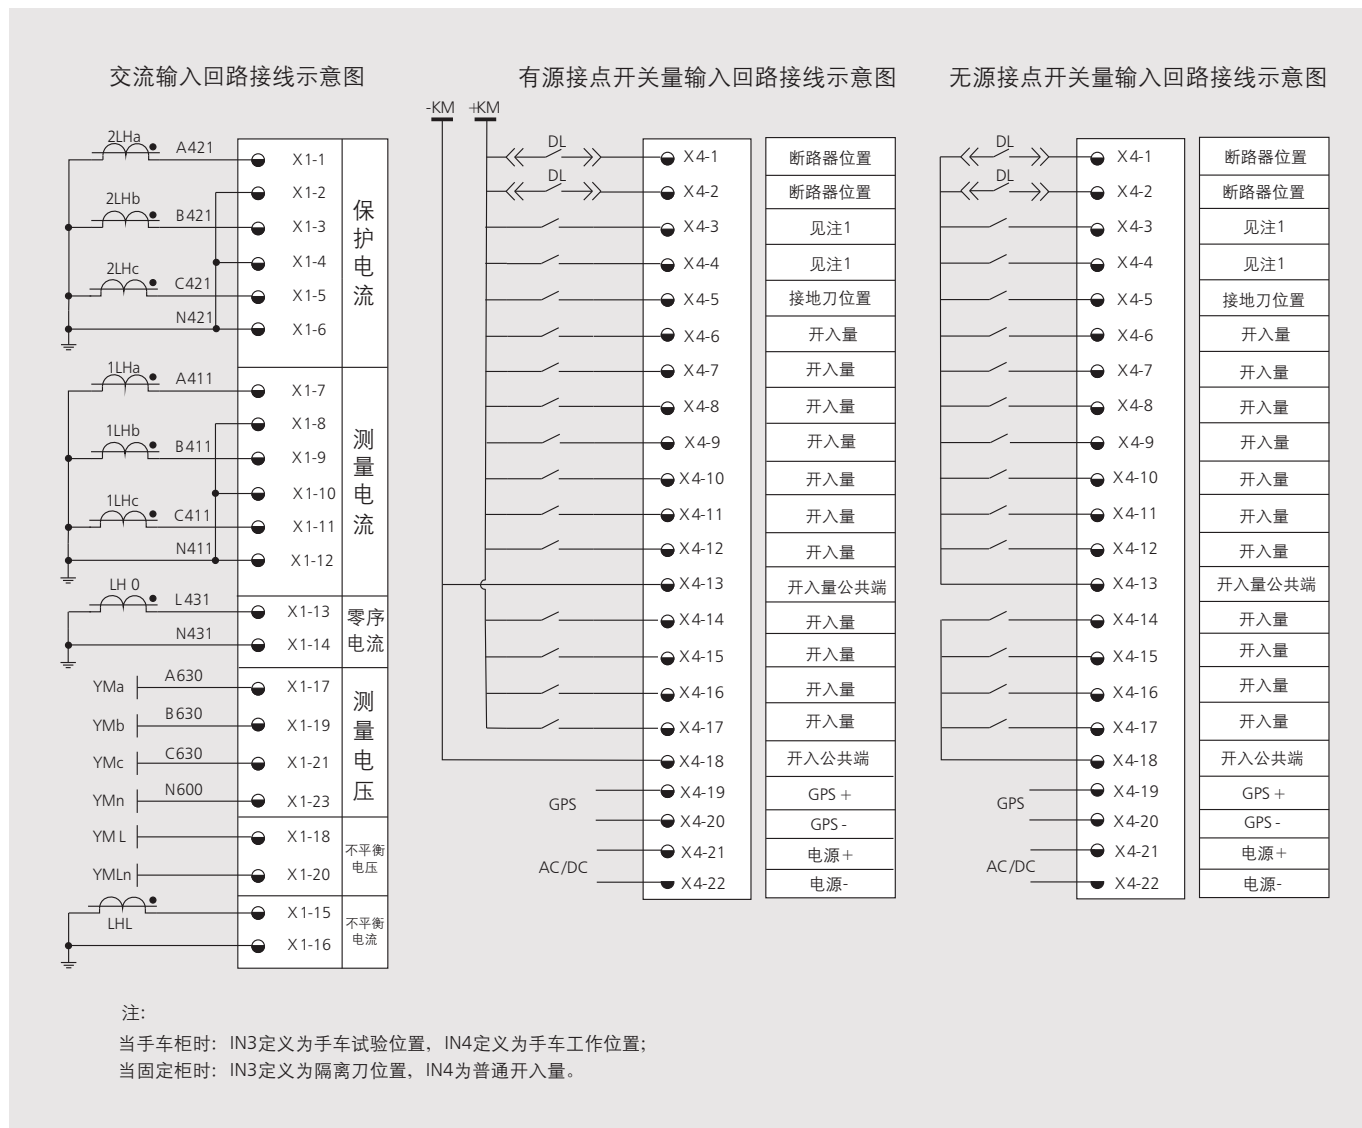 交流输入回路接线示意图
2LHa
A421
X1-1
X1-2
2LHb
B421
X1-3
X1-4
2LHc
C421
X1-5
N421
X1-6
保护电流
1LHa
A411
X1-7
X1-8
1LHb
B411
X1-9
X1-10
1LHc
C411
X1-11
N411
X1-12
测量电流
LH 0
L431
X1-13
N431
X1-14
零序
电流
YMa
A630
X1-17
YMb
B630
X1-19
YMc
C630
X1-21
YMn
N600
X1-23
测量电压
YM L
X1-18
YMLn
X1-20
不平衡
电压
LHL
X1-15
X1-16
不平衡
电流
有源接点开关量输入回路接线示意图
-KM
+KM
DL
X4-1 断路器位置
DL
X4-2 断路器位置
X4-3 见注1
X4-4 见注1
X4-5 接地刀位置
X4-6 开入量
X4-7 开入量
X4-8 开入量
X4-9 开入量
X4-10 开入量
X4-11 开入量
X4-12 开入量
X4-13 开入量公共端
X4-14 开入量
X4-15 开入量
X4-16 开入量
X4-17 开入量
X4-18 开入公共端
GPS
X4-19 GPS +
X4-20 GPS -
AC/DC
X4-21 电源+
X4-22 电源-
无源接点开关量输入回路接线示意图
DL
X4-1 断路器位置
DL
X4-2 断路器位置
X4-3 见注1
X4-4 见注1
X4-5 接地刀位置
X4-6 开入量
X4-7 开入量
X4-8 开入量
X4-9 开入量
X4-10 开入量
X4-11 开入量
X4-12 开入量
X4-13 开入量公共端
X4-14 开入量
X4-15 开入量
X4-16 开入量
X4-17 开入量
X4-18 开入公共端
GPS
X4-19 GPS +
X4-20 GPS -
AC/DC
X4-21 电源+
X4-22 电源-
注：
当手车柜时：IN3定义为手车试验位置，IN4定义为手车工作位置；
当固定柜时：IN3定义为隔离刀位置，IN4为普通开入量。